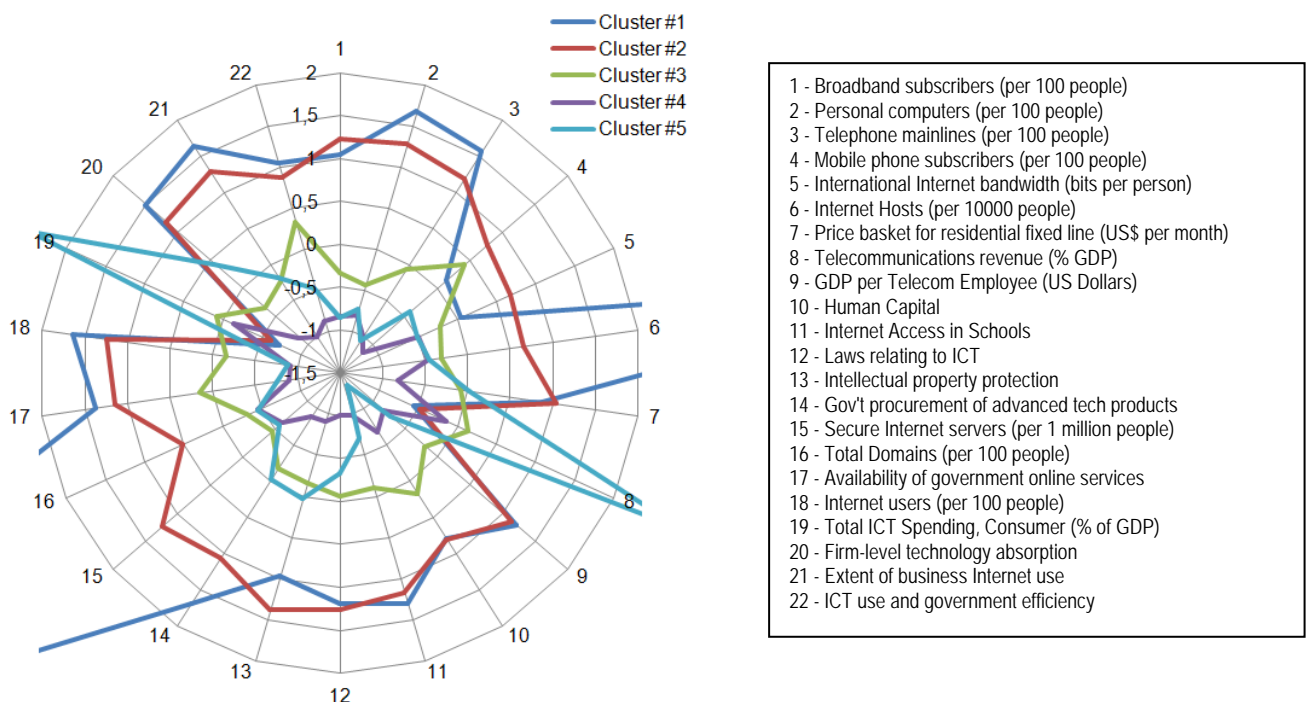 Cluster #1
Cluster #2
Cluster #3
Cluster #4
Cluster #5
1
2
3
4
5
6
7
8
9
10
11
12
13
14
15
16
17
18
19
20
21
22
2
1,5
1
0,5
0
-0,5
-1
-1,5
1 - Broadband subscribers (per 100 people)
2 - Personal computers (per 100 people)
3 - Telephone mainlines (per 100 people)
4 - Mobile phone subscribers (per 100 people)
5 - International Internet bandwidth (bits per person)
6 - Internet Hosts (per 10000 people)
7 - Price basket for residential fixed line (US$ per month)
8 - Telecommunications revenue (% GDP)
9 - GDP per Telecom Employee (US Dollars)
10 - Human Capital
11 - Internet Access in Schools
12 - Laws relating to ICT
13 - Intellectual property protection
14 - Gov't procurement of advanced tech products
15 - Secure Internet servers (per 1 million people)
16 - Total Domains (per 100 people)
17 - Availability of government online services
18 - Internet users (per 100 people)
19 - Total ICT Spending, Consumer (% of GDP)
20 - Firm-level technology absorption
21 - Extent of business Internet use
22 - ICT use and government efficiency